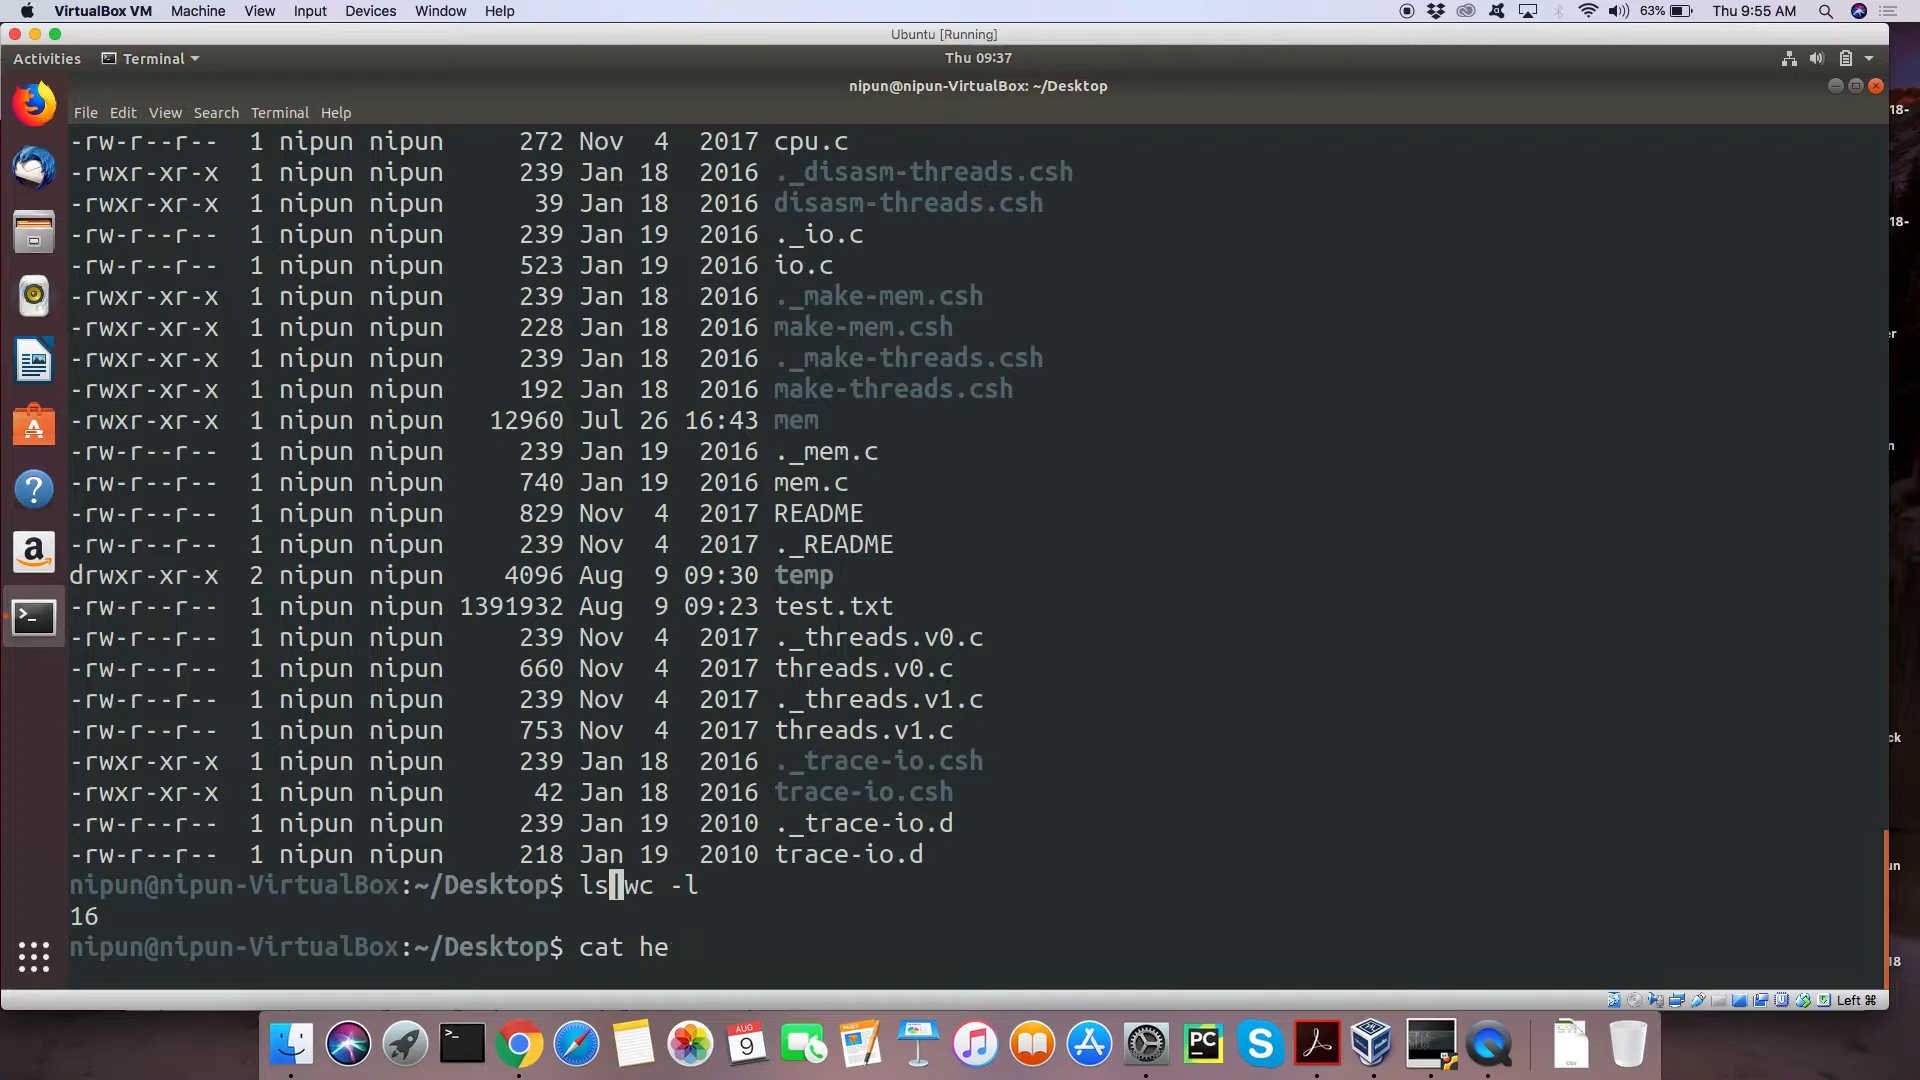 VirtualBox VM Machine View Input Devices Window Help 63% Thu 9:55 AM
Ubuntu [Running]
Activities Terminal Thu 09:37
nipun@nipun-VirtualBox: ~/Desktop
File Edit View Search Terminal Help
-rw-r--r-- 1 nipun nipun 272 Nov 4 2017 cpu.c
-rwxr-xr-x 1 nipun nipun 239 Jan 18 2016 ._disasm-threads.csh
-rwxr-xr-x 1 nipun nipun 39 Jan 18 2016 disasm-threads.csh
-rw-r--r-- 1 nipun nipun 239 Jan 19 2016 ._io.c
-rw-r--r-- 1 nipun nipun 523 Jan 19 2016 io.c
-rwxr-xr-x 1 nipun nipun 239 Jan 18 2016 ._make-mem.csh
-rwxr-xr-x 1 nipun nipun 228 Jan 18 2016 make-mem.csh
-rwxr-xr-x 1 nipun nipun 239 Jan 18 2016 ._make-threads.csh
-rwxr-xr-x 1 nipun nipun 192 Jan 18 2016 make-threads.csh
-rwxr-xr-x 1 nipun nipun 12960 Jul 26 16:43 mem
-rw-r--r-- 1 nipun nipun 239 Jan 19 2016 ._mem.c
-rw-r--r-- 1 nipun nipun 740 Jan 19 2016 mem.c
-rw-r--r-- 1 nipun nipun 829 Nov 4 2017 README
-rw-r--r-- 1 nipun nipun 239 Nov 4 2017 ._README
drwxr-xr-x 2 nipun nipun 4096 Aug 9 09:30 temp
-rw-r--r-- 1 nipun nipun 1391932 Aug 9 09:23 test.txt
-rw-r--r-- 1 nipun nipun 239 Nov 4 2017 ._threads.v0.c
-rw-r--r-- 1 nipun nipun 660 Nov 4 2017 threads.v0.c
-rw-r--r-- 1 nipun nipun 239 Nov 4 2017 ._threads.v1.c
-rw-r--r-- 1 nipun nipun 753 Nov 4 2017 threads.v1.c
-rwxr-xr-x 1 nipun nipun 239 Jan 18 2016 ._trace-io.csh
-rwxr-xr-x 1 nipun nipun 42 Jan 18 2016 trace-io.csh
-rw-r--r-- 1 nipun nipun 239 Jan 19 2010 ._trace-io.d
-rw-r--r-- 1 nipun nipun 218 Jan 19 2010 trace-io.d
nipun@nipun-VirtualBox:~/Desktop$ ls|wc -l
16
nipun@nipun-VirtualBox:~/Desktop$ cat he
Left ⌘
AUG
9
PC